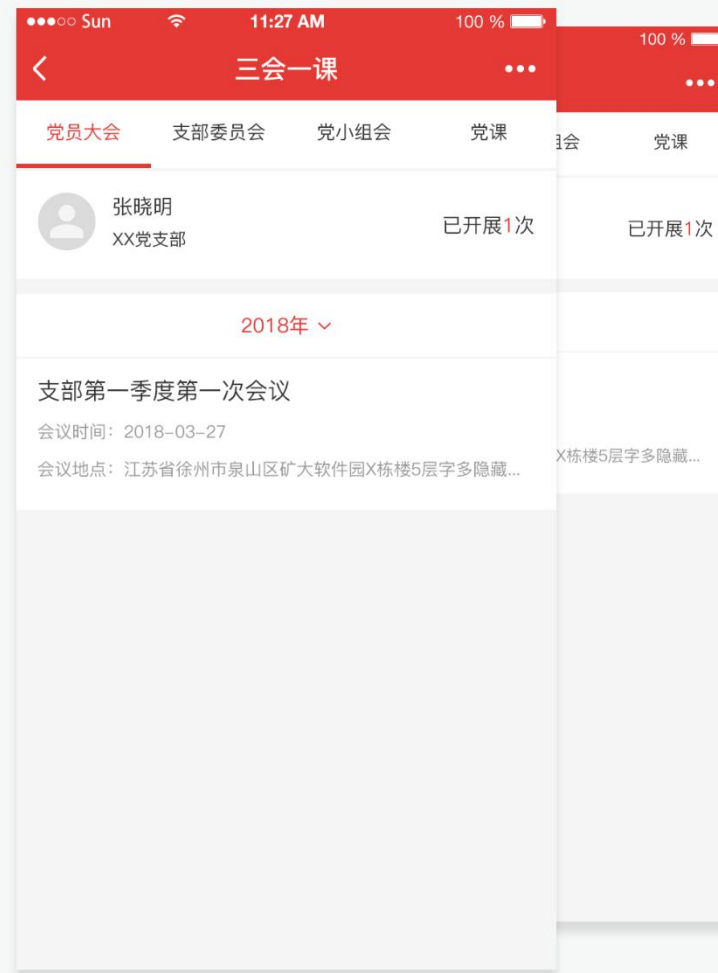 Sun 11:27 AM 100 %
三会一课
党员大会 支部委员会 党小组会 党课
张晓明
XX党支部
已开展1次
2018年
支部第一季度第一次会议
会议时间：2018-03-27
会议地点：江苏省徐州市泉山区矿大软件园X栋楼5层字多隐藏...
100 %
组会 党课
已开展1次
X栋楼5层字多隐藏...